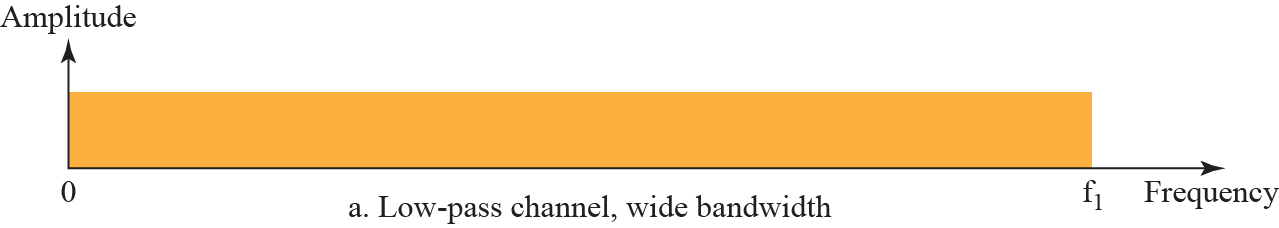 Amplitude
0
f₁
Frequency
a. Low-pass channel, wide bandwidth